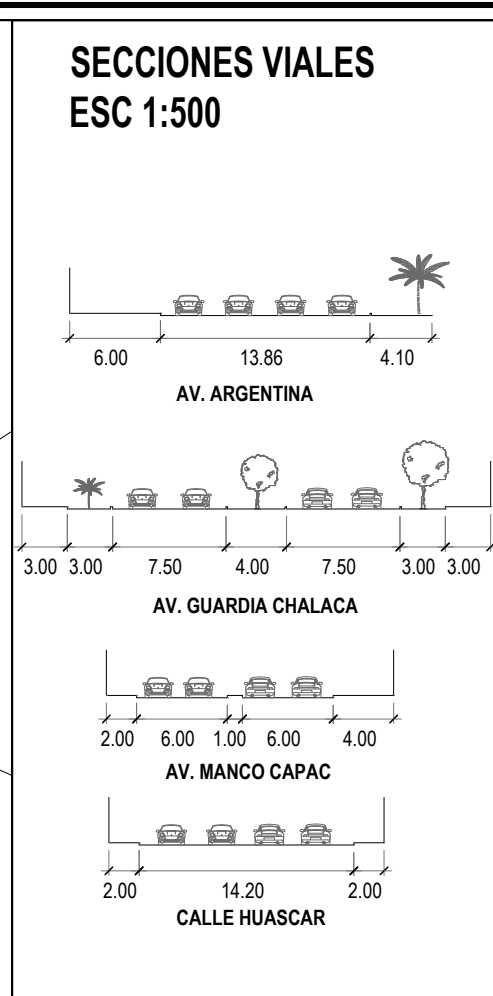 SECCIONES VIALES
ESC 1:500
6.00 13.86 4.10
AV. ARGENTINA
3.00 3.00 7.50 4.00 7.50 3.00 3.00
AV. GUARDIA CHALACA
2.00 6.00 1.00 6.00 4.00
AV. MANCO CAPAC
2.00 14.20 2.00
CALLE HUASCAR